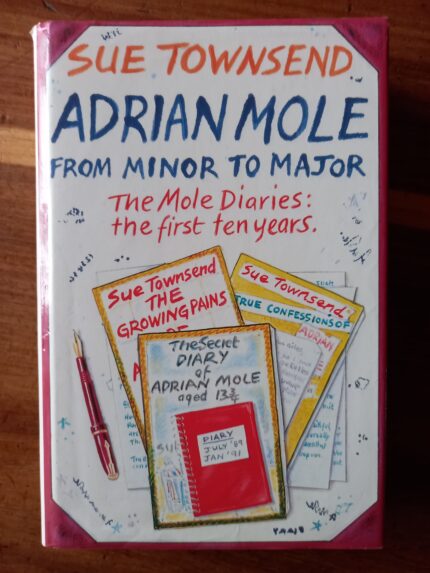 SUE TOWNSEND
ADRIAN MOLE
FROM MINOR TO MAJOR
The Mole Diaries:
the first ten years.
Sue Townsend
THE
GROWING PAINS
Sue Townsend
TRUE CONFESSIONS OF
ADRIAN
The Secret
DIARY
of
ADRIAN MOLE
aged 13¾
DIARY
JULY '89
JAN '91